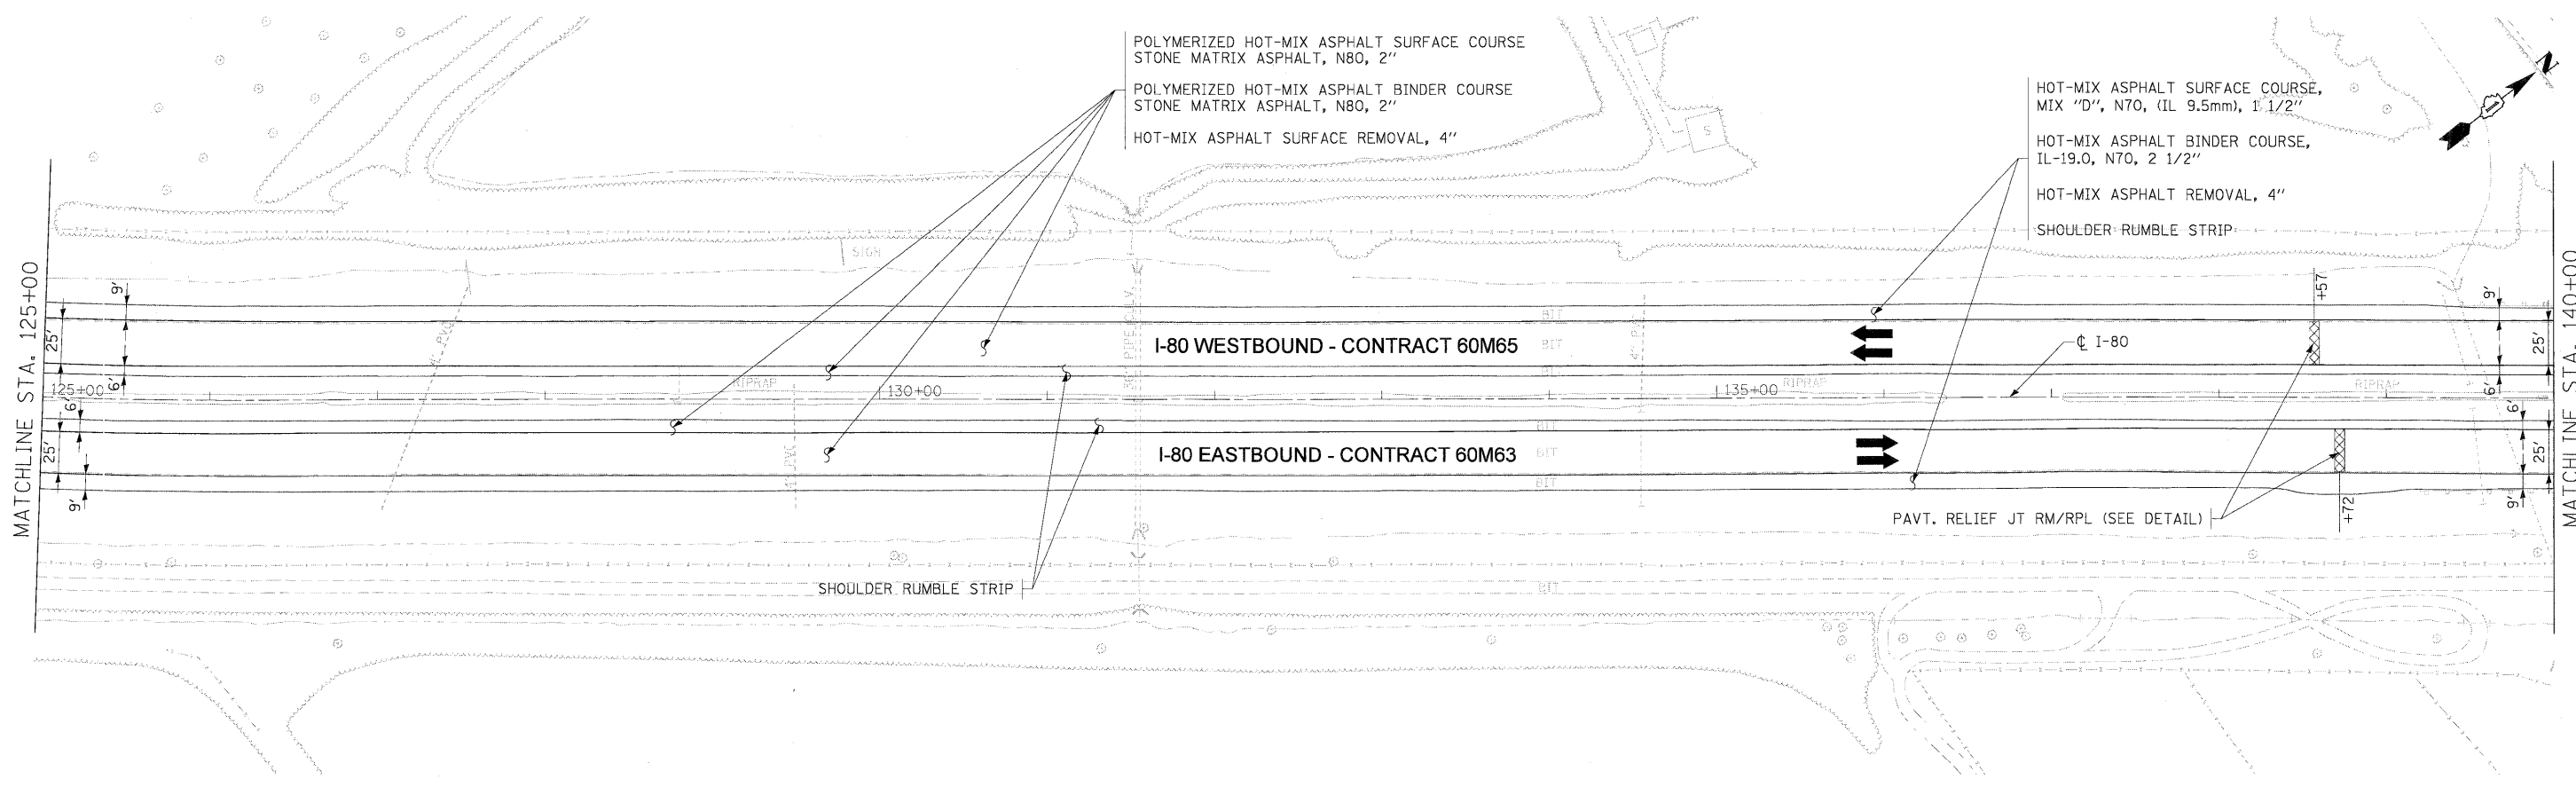 POLYMERIZED HOT-MIX ASPHALT SURFACE COURSE
STONE MATRIX ASPHALT, N80, 2"
POLYMERIZED HOT-MIX ASPHALT BINDER COURSE
STONE MATRIX ASPHALT, N80, 2"
HOT-MIX ASPHALT SURFACE REMOVAL, 4"
HOT-MIX ASPHALT SURFACE COURSE,
MIX "D", N70, (IL 9.5mm), 1 1/2"
HOT-MIX ASPHALT BINDER COURSE,
IL-19.0, N70, 2 1/2"
HOT-MIX ASPHALT REMOVAL, 4"
SHOULDER RUMBLE STRIP
N
S
SIGN
MATCHLINE STA. 125+00
MATCHLINE STA. 140+00
9'
25'
6'
4" PVC
BIT
I-80 WESTBOUND - CONTRACT 60M65
BIT
BIT
℄ I-80
+57
9'
25'
6'
125+00
RIPRAP
130+00
135+00
RIPRAP
RIPRAP
6'
25'
9'
BIT
I-80 EASTBOUND - CONTRACT 60M63
BIT
BIT
+72
6'
25'
9'
PAVT. RELIEF JT RM/RPL (SEE DETAIL)
SHOULDER RUMBLE STRIP
BIT